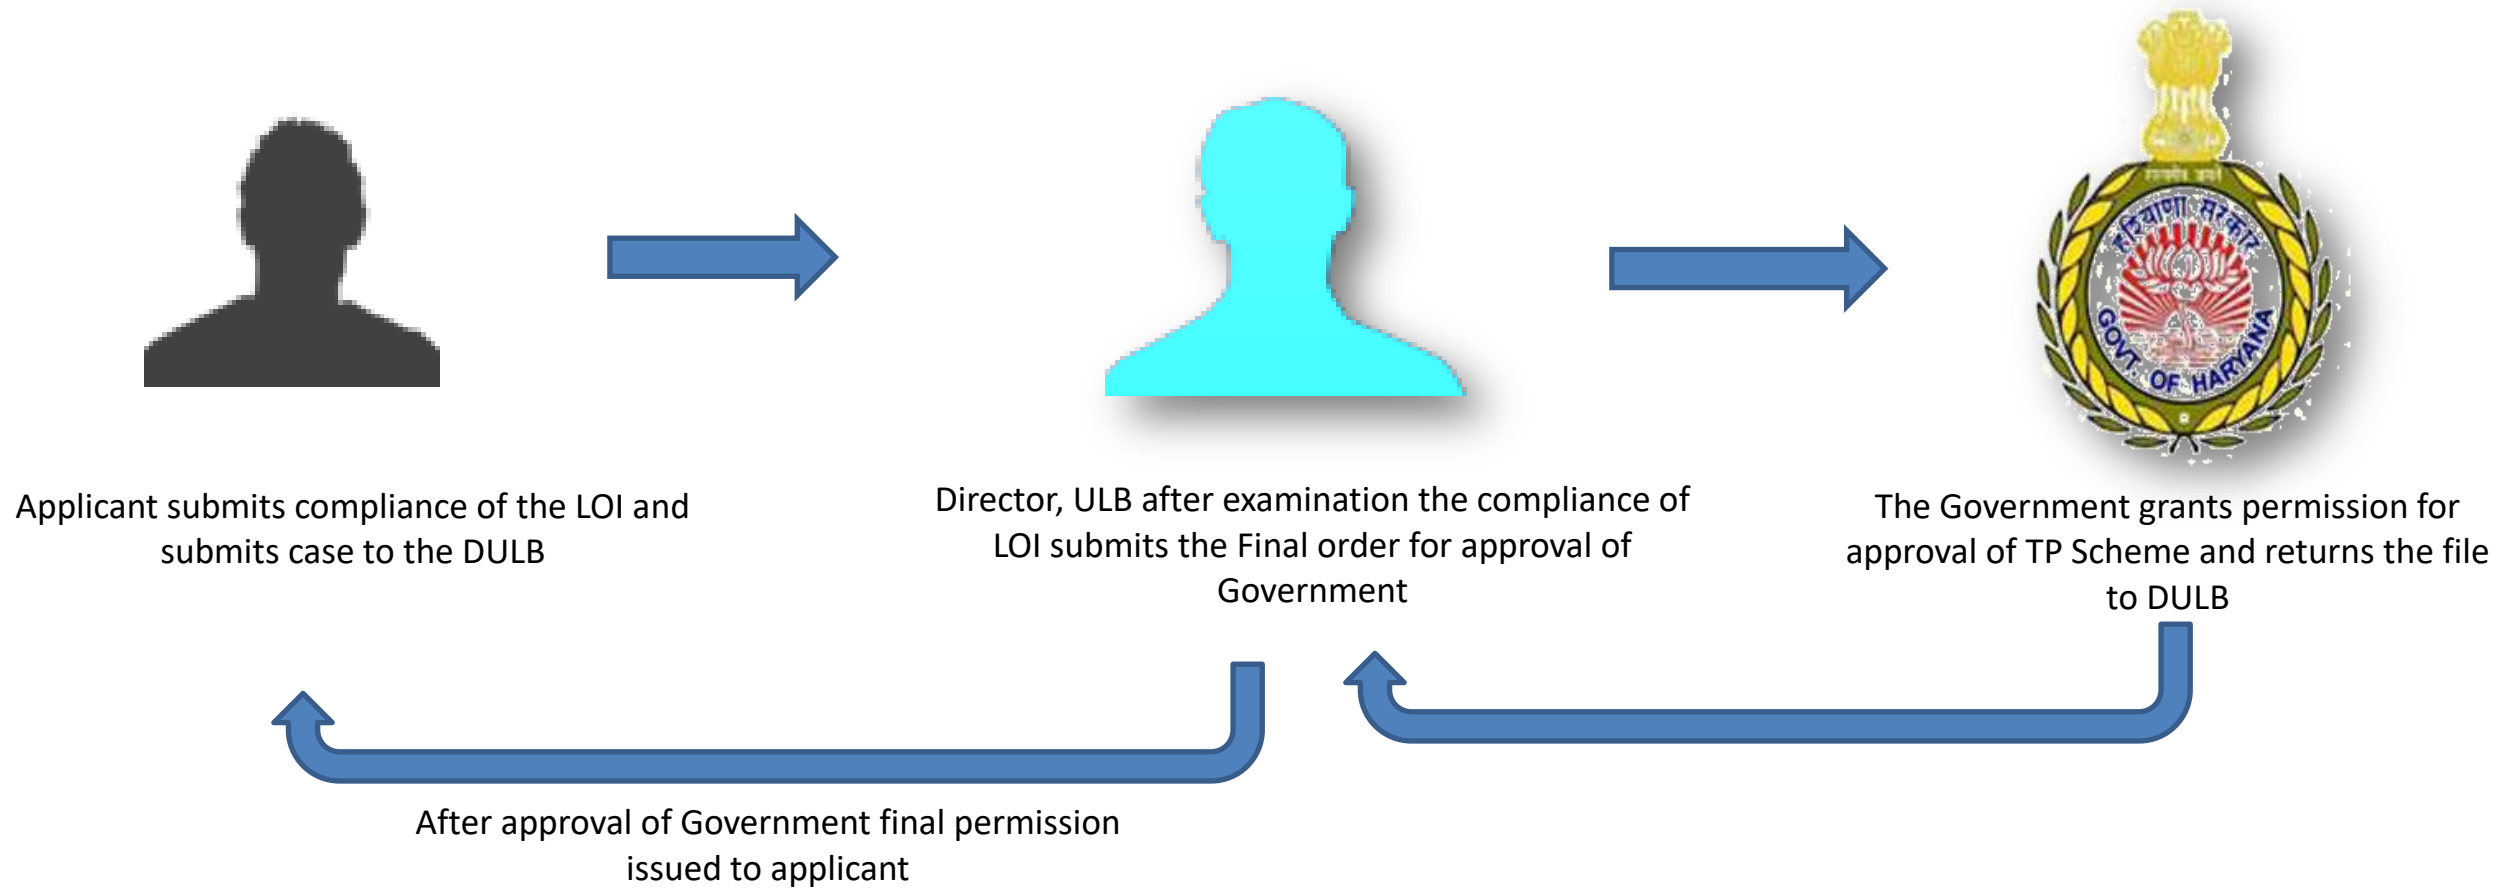 हरियाणा सरकार
GOVT. OF HARYANA
Applicant submits compliance of the LOI and
submits case to the DULB
Director, ULB after examination the compliance of
LOI submits the Final order for approval of
Government
The Government grants permission for
approval of TP Scheme and returns the file
to DULB
After approval of Government final permission
issued to applicant